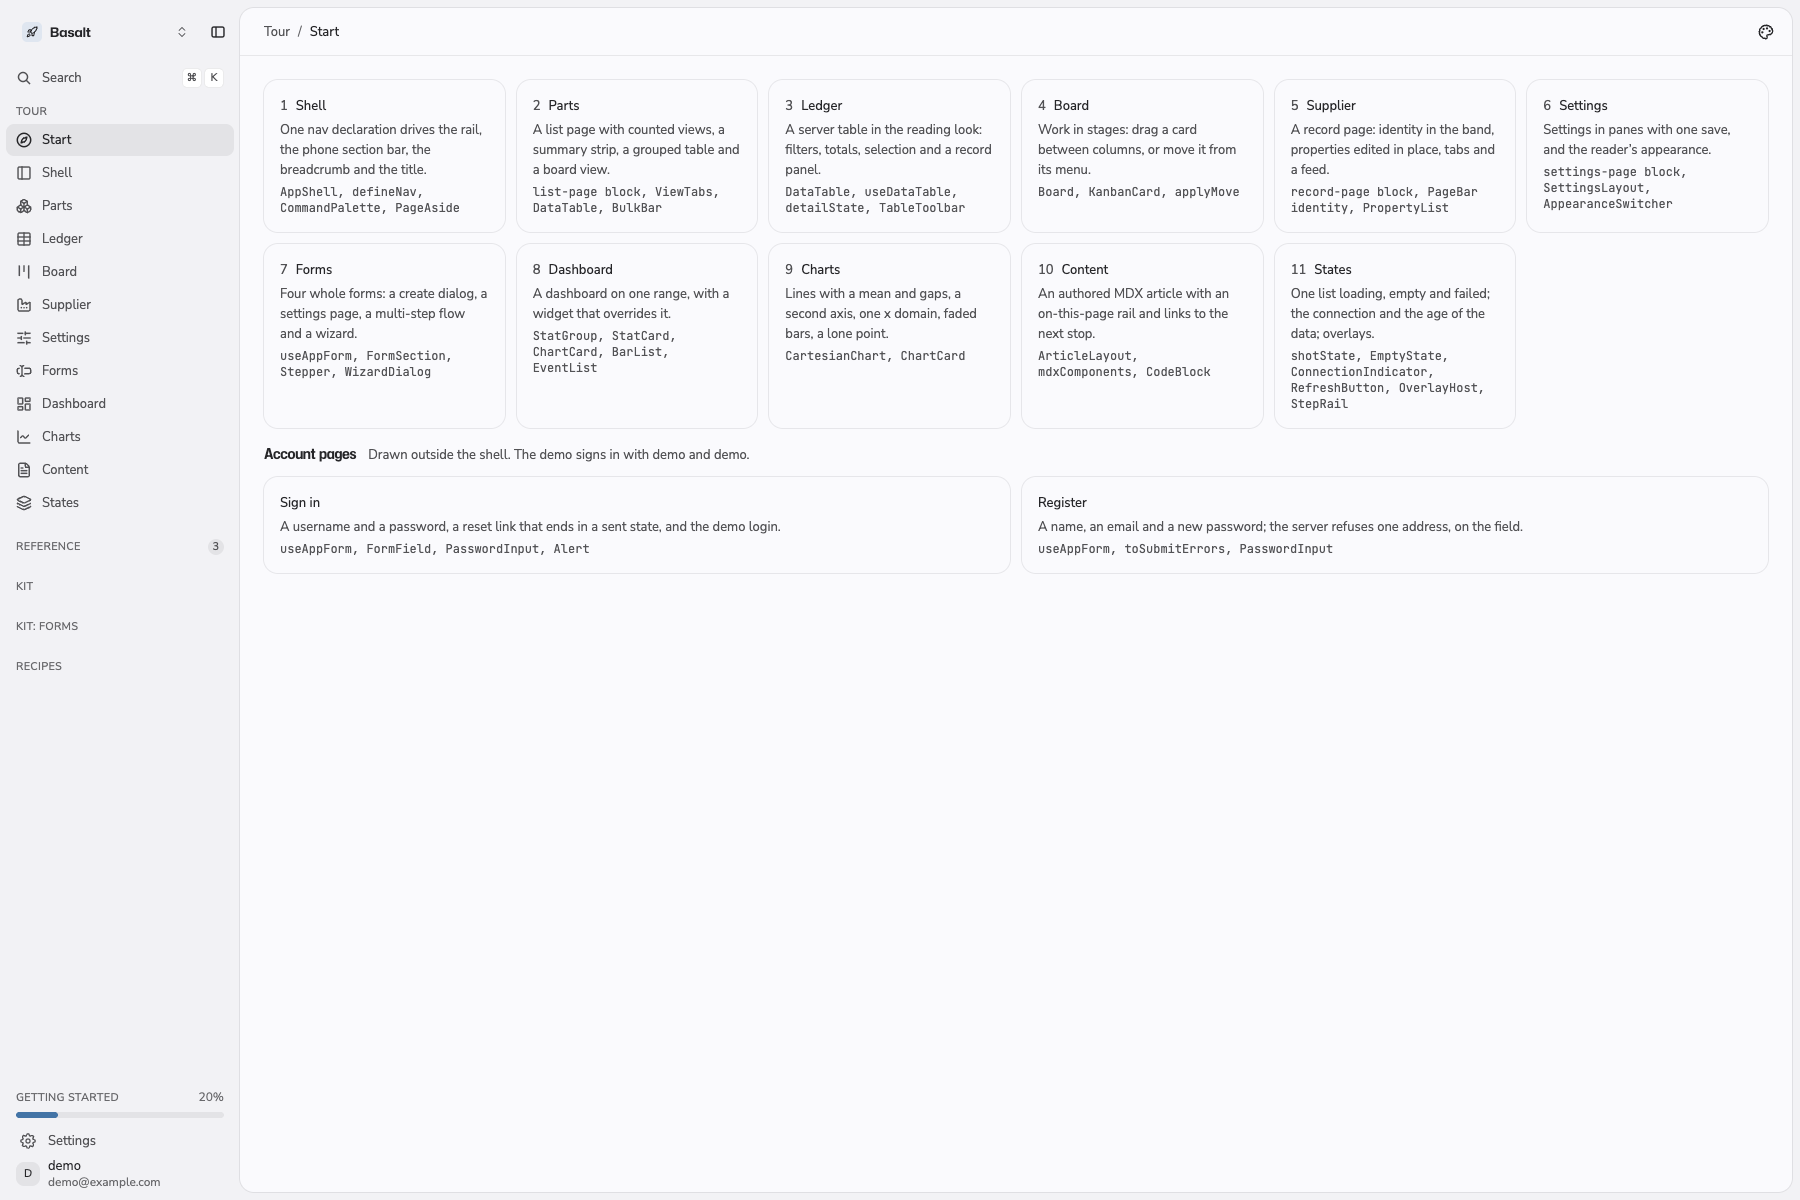 Basalt
Search ⌘ K
TOUR
Start
Shell
Parts
Ledger
Board
Supplier
Settings
Forms
Dashboard
Charts
Content
States
REFERENCE 3
KIT
KIT: FORMS
RECIPES
GETTING STARTED 20%
Settings
D
demo
demo@example.com
Tour / Start
1 Shell
One nav declaration drives the rail,
the phone section bar, the
breadcrumb and the title.
AppShell, defineNav,
CommandPalette, PageAside
2 Parts
A list page with counted views, a
summary strip, a grouped table and
a board view.
list-page block, ViewTabs,
DataTable, BulkBar
3 Ledger
A server table in the reading look:
filters, totals, selection and a record
panel.
DataTable, useDataTable,
detailState, TableToolbar
4 Board
Work in stages: drag a card
between columns, or move it from
its menu.
Board, KanbanCard, applyMove
5 Supplier
A record page: identity in the band,
properties edited in place, tabs and
a feed.
record-page block, PageBar
identity, PropertyList
6 Settings
Settings in panes with one save,
and the reader’s appearance.
settings-page block,
SettingsLayout,
AppearanceSwitcher
7 Forms
Four whole forms: a create dialog, a
settings page, a multi-step flow
and a wizard.
useAppForm, FormSection,
Stepper, WizardDialog
8 Dashboard
A dashboard on one range, with a
widget that overrides it.
StatGroup, StatCard,
ChartCard, BarList,
EventList
9 Charts
Lines with a mean and gaps, a
second axis, one x domain, faded
bars, a lone point.
CartesianChart, ChartCard
10 Content
An authored MDX article with an
on-this-page rail and links to the
next stop.
ArticleLayout,
mdxComponents, CodeBlock
11 States
One list loading, empty and failed;
the connection and the age of the
data; overlays.
shotState, EmptyState,
ConnectionIndicator,
RefreshButton, OverlayHost,
StepRail
Account pages Drawn outside the shell. The demo signs in with demo and demo.
Sign in
A username and a password, a reset link that ends in a sent state, and the demo login.
useAppForm, FormField, PasswordInput, Alert
Register
A name, an email and a new password; the server refuses one address, on the field.
useAppForm, toSubmitErrors, PasswordInput